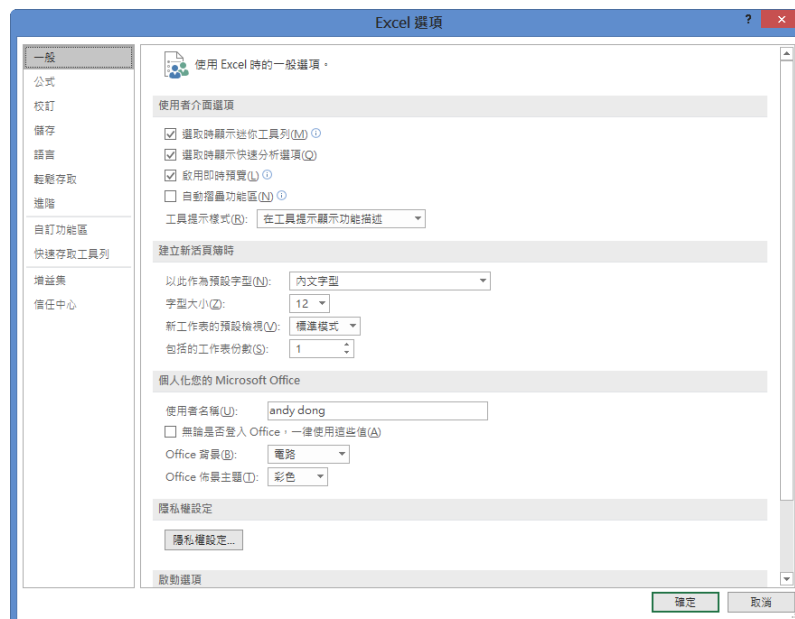 Excel 選項
?
一般
公式
校訂
儲存
語言
輕鬆存取
進階
自訂功能區
快速存取工具列
增益集
信任中心
使用 Excel 時的一般選項。
使用者介面選項
選取時顯示迷你工具列(M)
選取時顯示快速分析選項(Q)
啟用即時預覽(L)
自動摺疊功能區(N)
工具提示樣式(R): 在工具提示顯示功能描述
建立新活頁簿時
以此作為預設字型(N): 內文字型
字型大小(Z): 12
新工作表的預設檢視(V): 標準模式
包括的工作表份數(S): 1
個人化您的 Microsoft Office
使用者名稱(U): andy dong
無論是否登入 Office，一律使用這些值(A)
Office 背景(B): 電路
Office 佈景主題(T): 彩色
隱私權設定
隱私權設定...
啟動選項
確定 取消